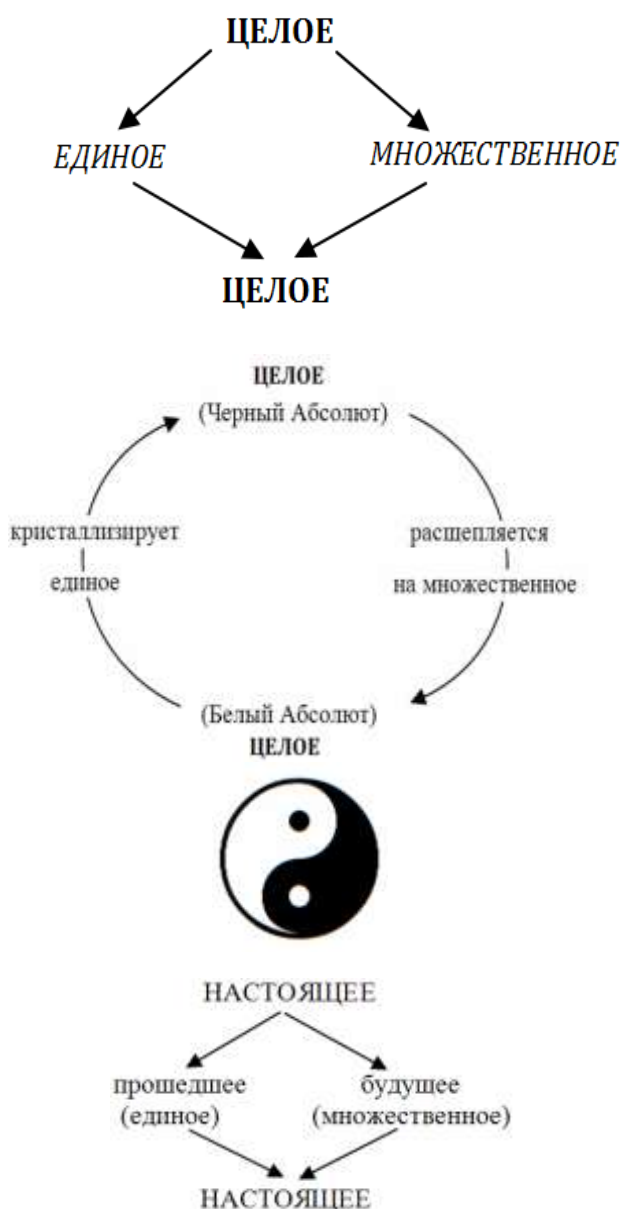 ЦЕЛОЕ
ЕДИНОЕ
МНОЖЕСТВЕННОЕ
ЦЕЛОЕ
ЦЕЛОЕ
(Черный Абсолют)
кристаллизирует
расшепляется
единое
на множественное
(Белый Абсолют)
ЦЕЛОЕ
НАСТОЯЩЕЕ
прошедшее
будущее
(единое)
(множественное)
НАСТОЯЩЕЕ